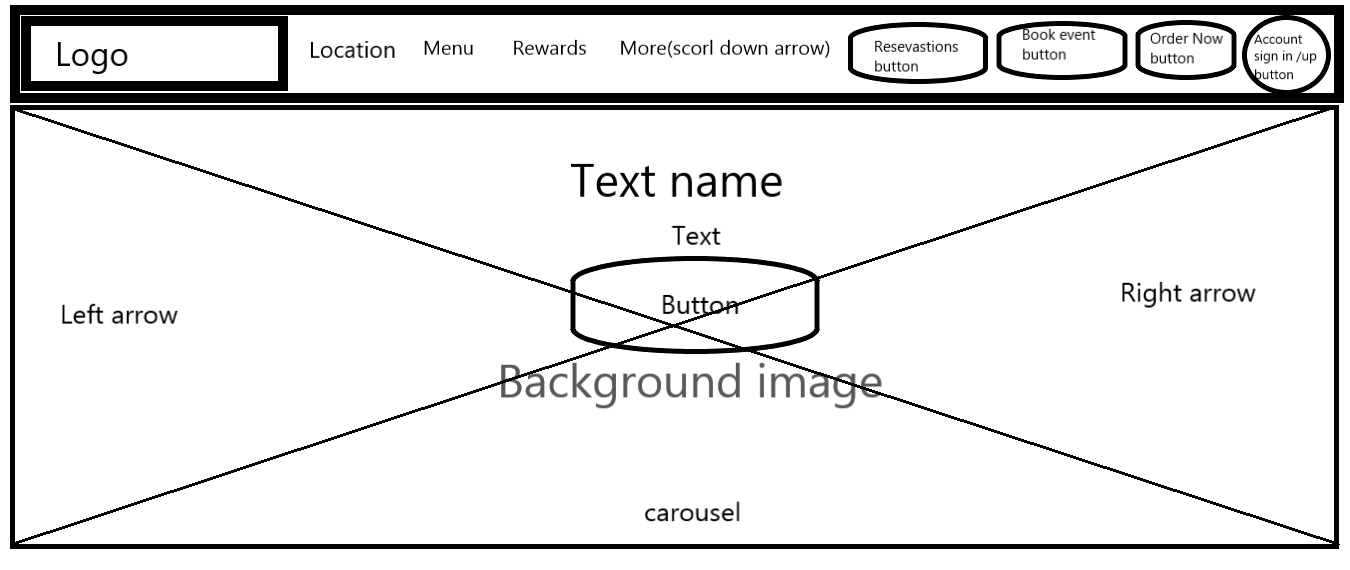 Logo
Location
Menu
Rewards
More(scorl down arrow)
Resevastions
button
Book event
button
Order Now
button
Account
sign in /up
button
Text name
Text
Button
Left arrow
Right arrow
Background image
carousel